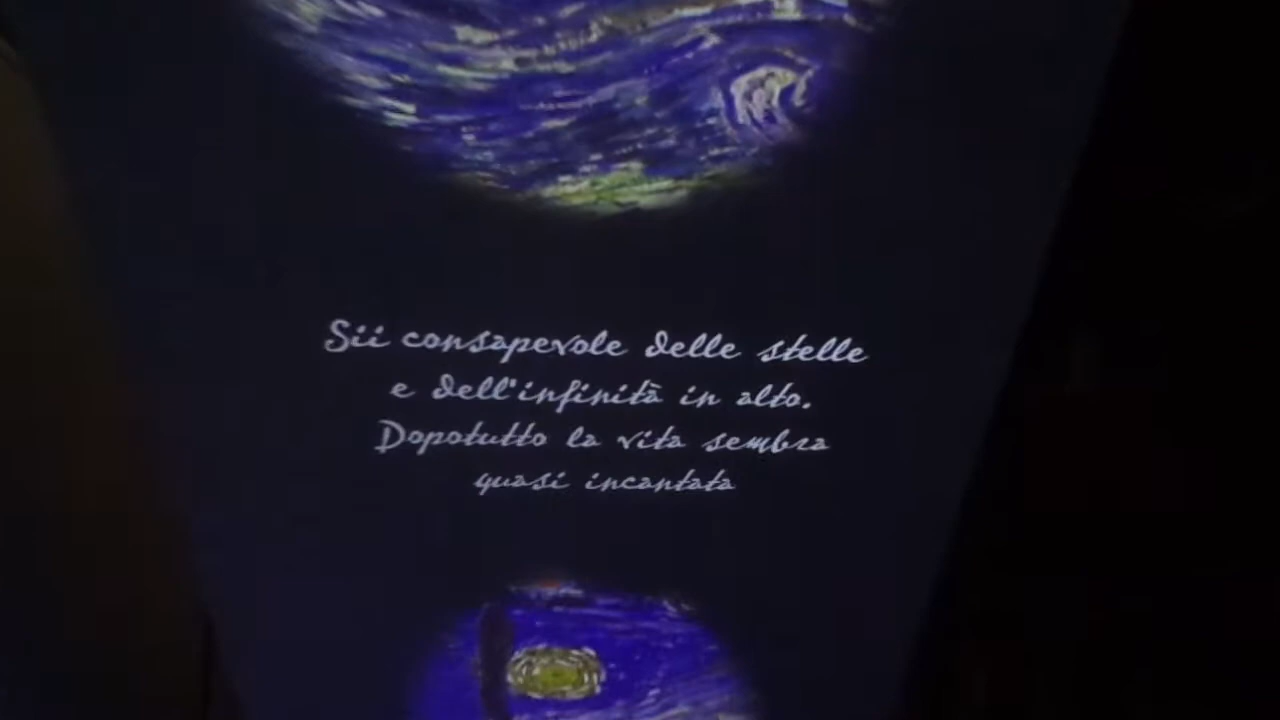 Sii consapevole delle stelle
e dell'infinità in alto.
Dopotutto la vita sembra
quasi incantata